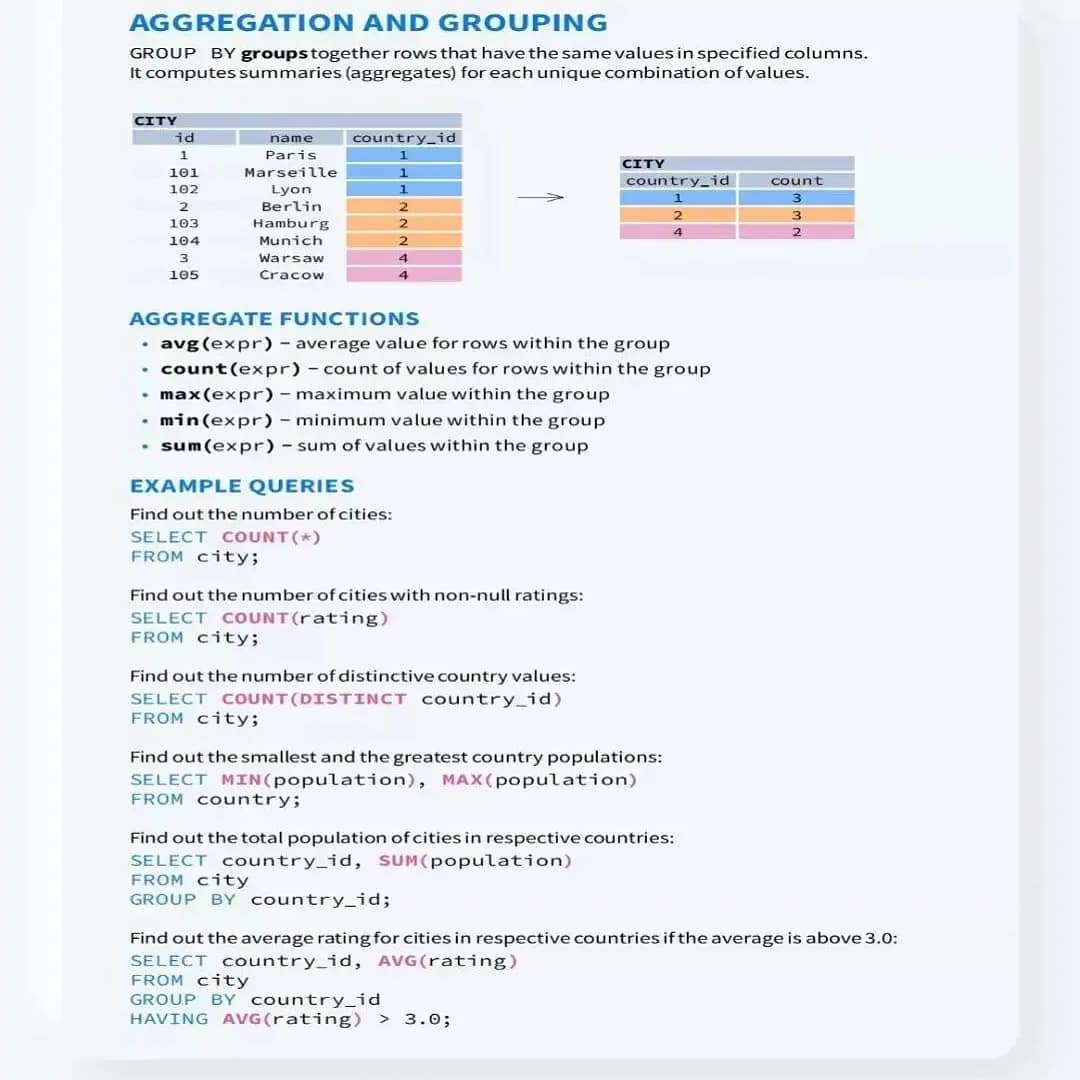 AGGREGATION AND GROUPING
GROUP BY groups together rows that have the same values in specified columns.
It computes summaries (aggregates) for each unique combination of values.
CITY
id name country_id
1 Paris 1
101 Marseille 1
102 Lyon 1
2 Berlin 2
103 Hamburg 2
104 Munich 2
3 Warsaw 4
105 Cracow 4
CITY
country_id count
1 3
2 3
4 2
AGGREGATE FUNCTIONS
• avg(expr) – average value for rows within the group
• count(expr) – count of values for rows within the group
• max(expr) – maximum value within the group
• min(expr) – minimum value within the group
• sum(expr) – sum of values within the group
EXAMPLE QUERIES
Find out the number of cities:
SELECT COUNT(*)
FROM city;
Find out the number of cities with non-null ratings:
SELECT COUNT(rating)
FROM city;
Find out the number of distinctive country values:
SELECT COUNT(DISTINCT country_id)
FROM city;
Find out the smallest and the greatest country populations:
SELECT MIN(population), MAX(population)
FROM country;
Find out the total population of cities in respective countries:
SELECT country_id, SUM(population)
FROM city
GROUP BY country_id;
Find out the average rating for cities in respective countries if the average is above 3.0:
SELECT country_id, AVG(rating)
FROM city
GROUP BY country_id
HAVING AVG(rating) > 3.0;